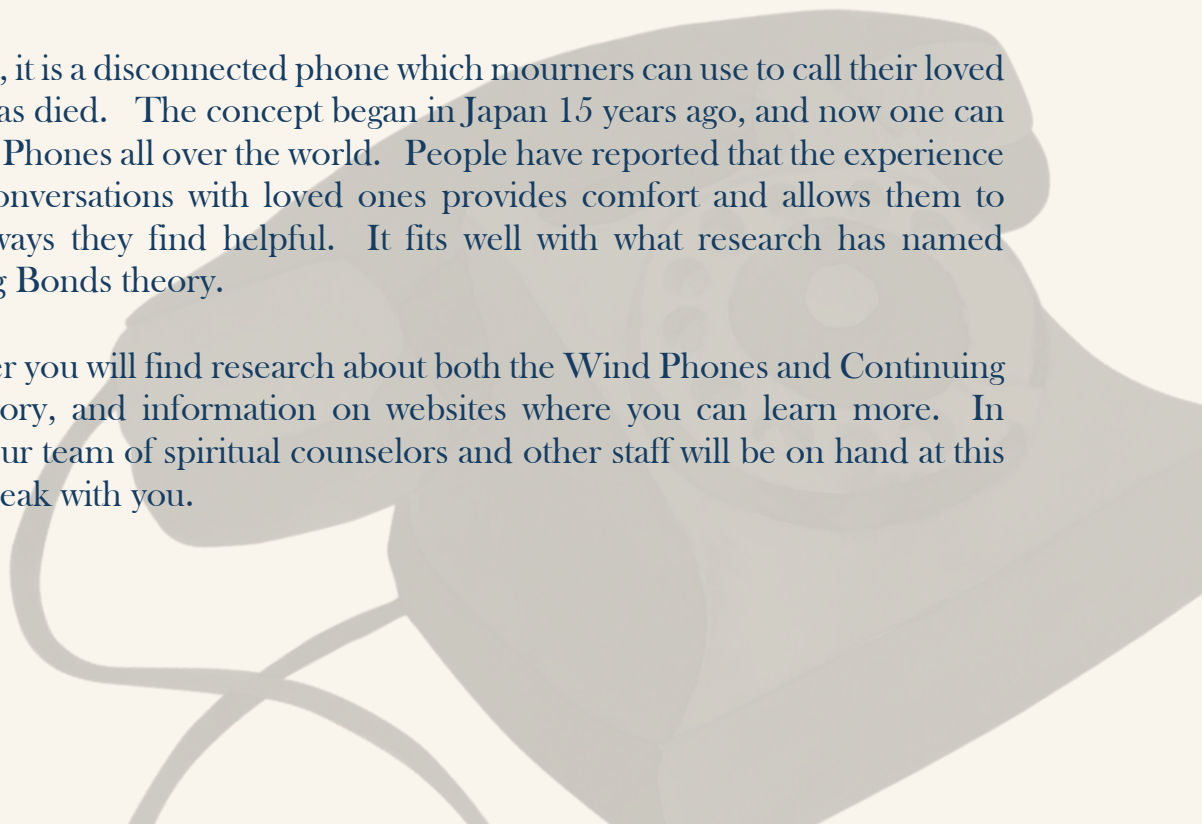 , it is a disconnected phone which mourners can use to call their loved
as died. The concept began in Japan 15 years ago, and now one can
Phones all over the world. People have reported that the experience
onversations with loved ones provides comfort and allows them to
ways they find helpful. It fits well with what research has named
g Bonds theory.
er you will find research about both the Wind Phones and Continuing
ory, and information on websites where you can learn more. In
ur team of spiritual counselors and other staff will be on hand at this
eak with you.